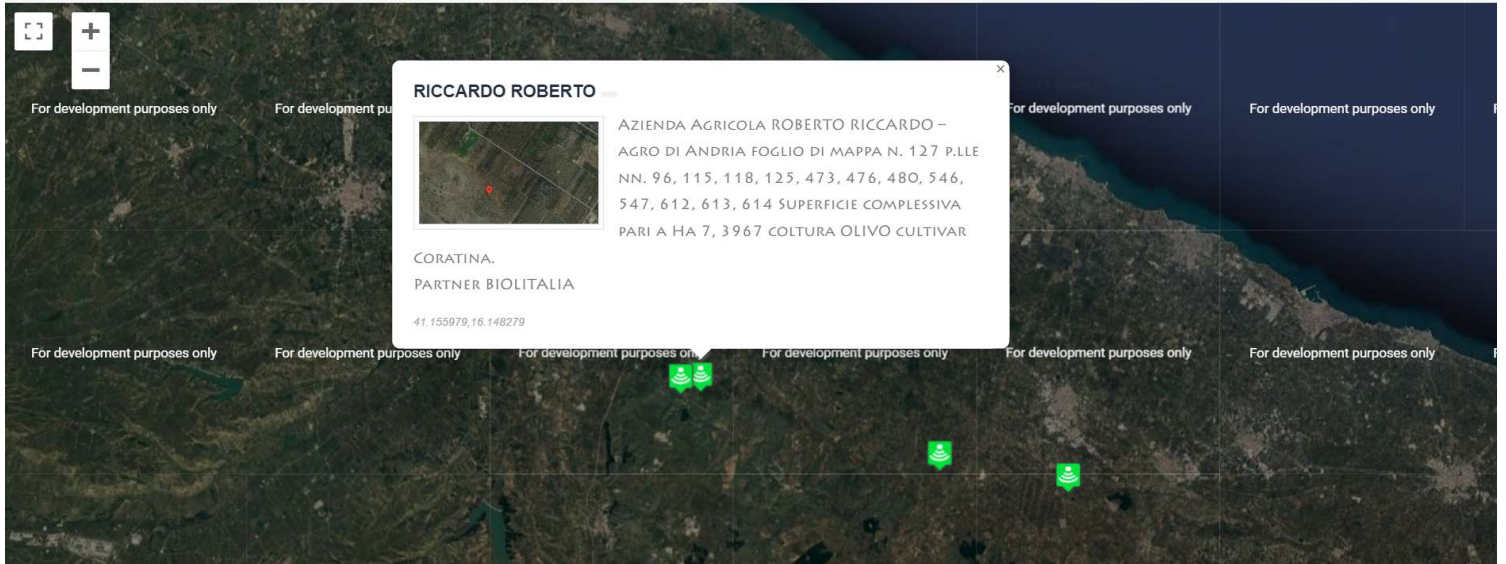 For development purposes only
For development pu
For development purposes only
For development purposes only
RICCARDO ROBERTO
Azienda Agricola ROBERTO RICCARDO –
agro di Andria foglio di mappa n. 127 p.lle
nn. 96, 115, 118, 125, 473, 476, 480, 546,
547, 612, 613, 614 Superficie complessiva
pari a Ha 7, 3967 coltura OLIVO cultivar
Coratina.
Partner BIOLITALIA
41.155979,16.148279
For development purposes only
For development purposes only
For development purposes on
For development purposes only
For development purposes only
For development purposes only